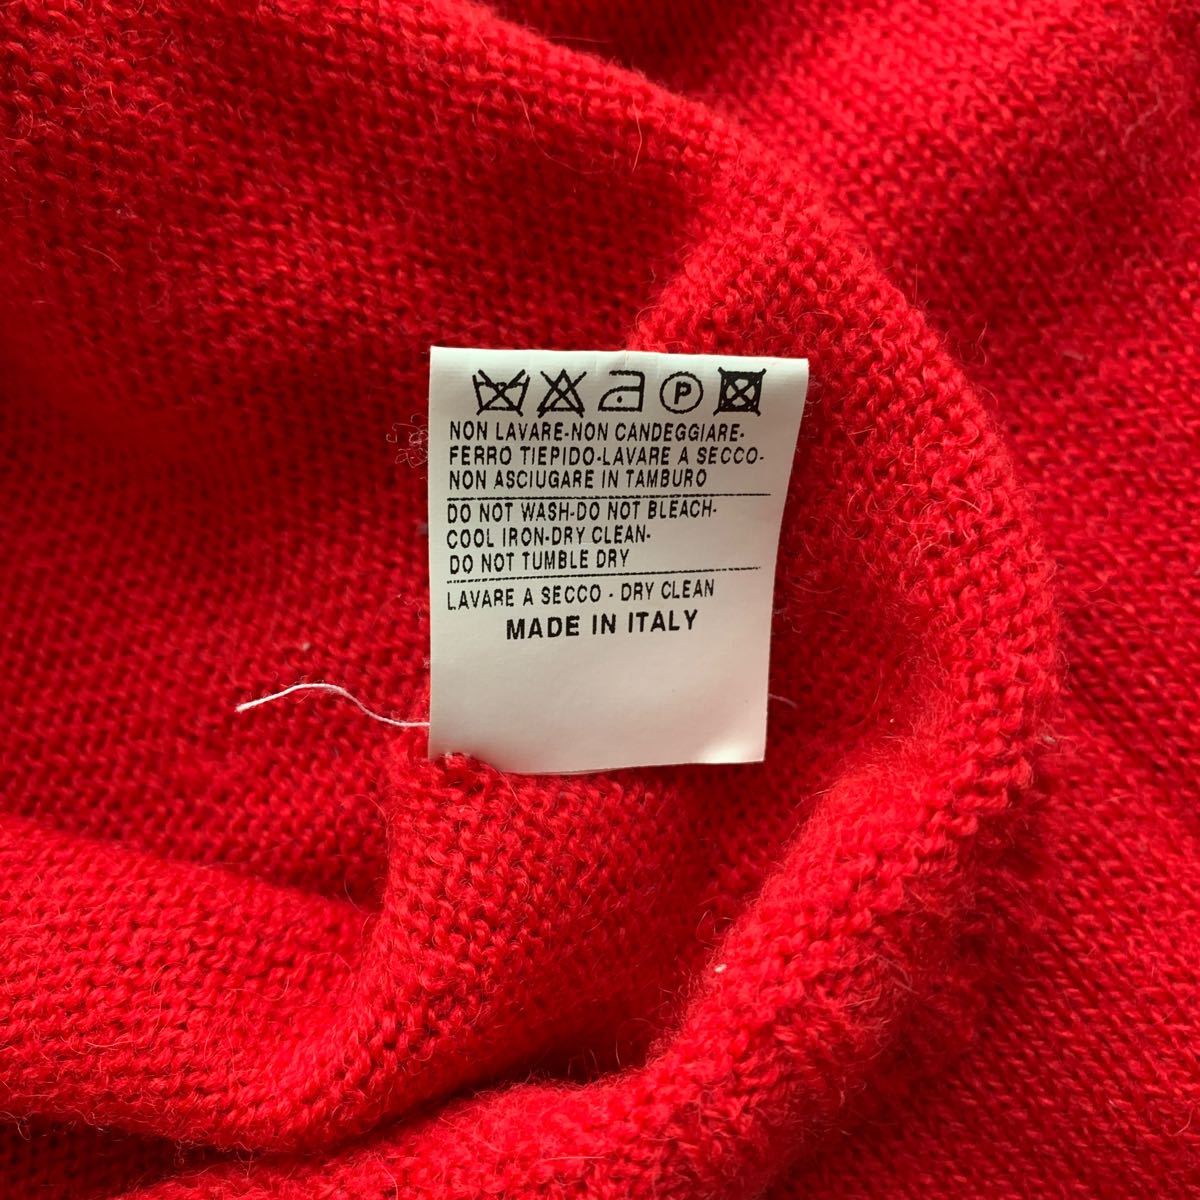 P
NON LAVARE-NON CANDEGGIARE-
FERRO TIEPIDO-LAVARE A SECCO-
NON ASCIUGARE IN TAMBURO
DO NOT WASH-DO NOT BLEACH-
COOL IRON-DRY CLEAN-
DO NOT TUMBLE DRY
LAVARE A SECCO - DRY CLEAN
MADE IN ITALY